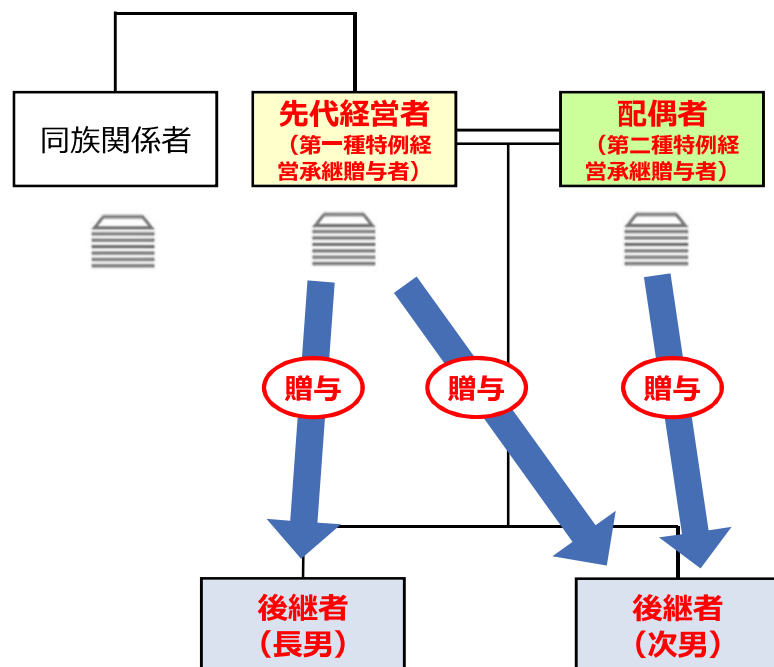 同族関係者
先代経営者
（第一種特例経
営承継贈与者）
配偶者
（第二種特例経
営承継贈与者）
贈与
贈与
贈与
後継者
（長男）
後継者
（次男）